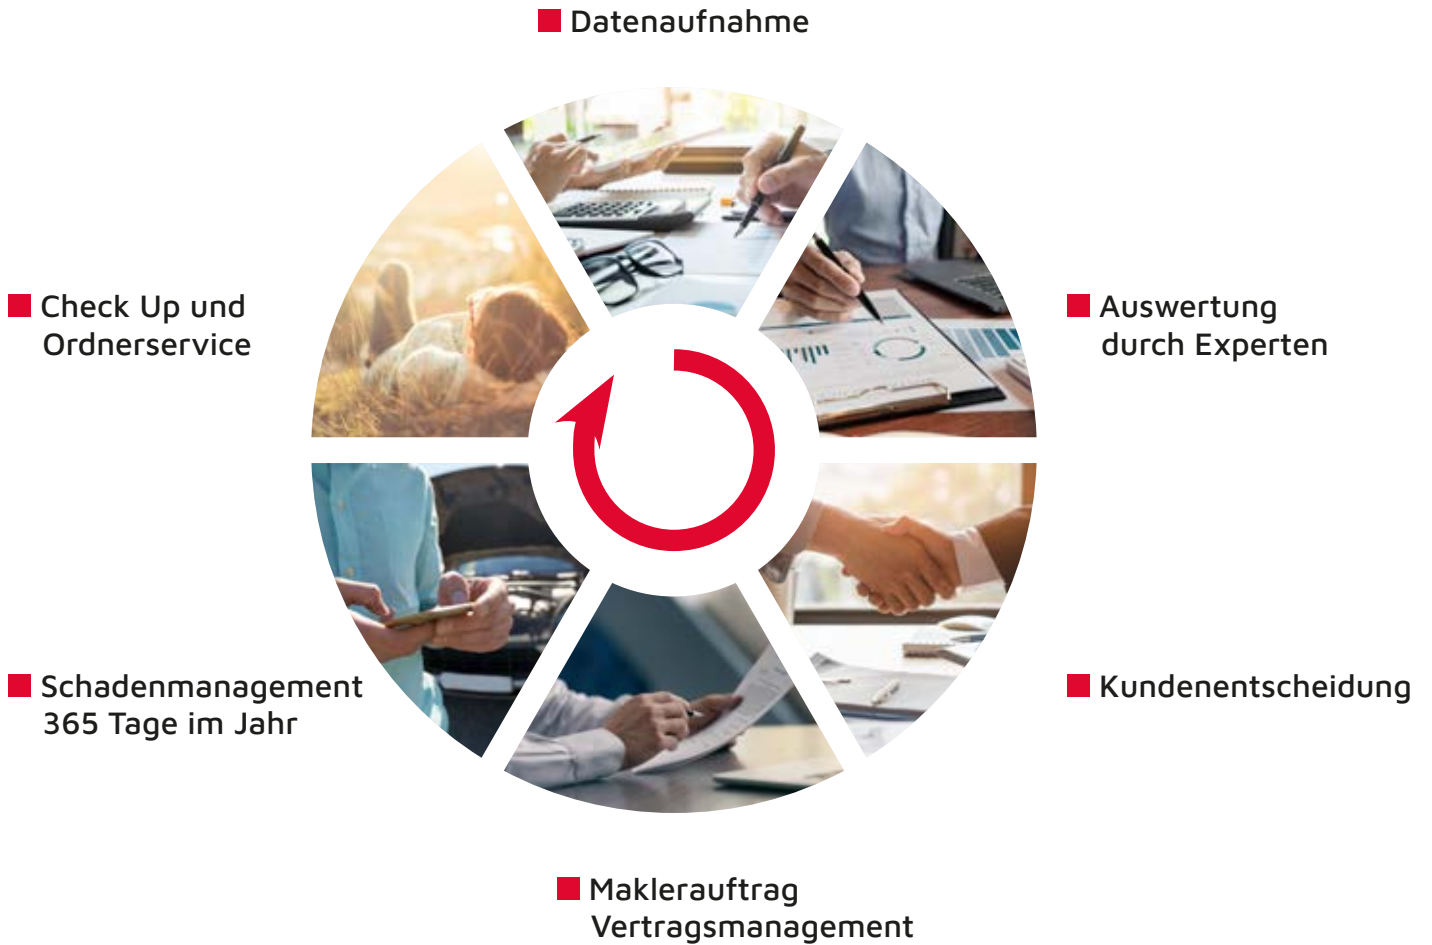 Datenaufnahme
Auswertung
durch Experten
Kundenentscheidung
Maklerauftrag
Vertragsmanagement
Schadenmanagement
365 Tage im Jahr
Check Up und
Ordnerservice